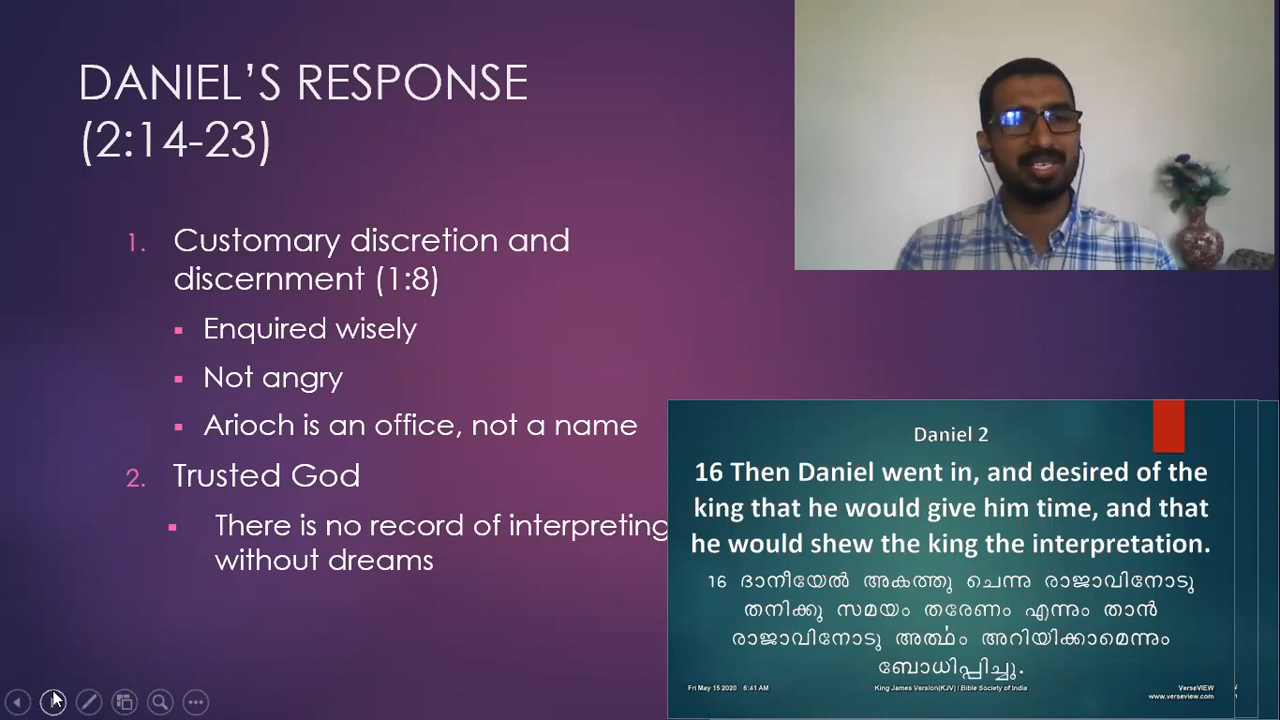 DANIEL’S RESPONSE
(2:14-23)
1. Customary discretion and
discernment (1:8)
▪ Enquired wisely
▪ Not angry
▪ Arioch is an office, not a name
2. Trusted God
▪ There is no record of interpreting
without dreams
Daniel 2
16 Then Daniel went in, and desired of the
king that he would give him time, and that
he would shew the king the interpretation.
16 ദാനീയേൽ അകത്തു ചെന്നു രാജാവിനോടു
തനിക്കു സമയം തരേണം എന്നും താൻ
രാജാവിനോടു അൎത്ഥം അറിയിക്കാമെന്നും
ബോധിപ്പിച്ചു.
Fri May 15 2020 6:41 AM
King James Version(KJV) / Bible Society of India
VerseVIEW
www.versevIew.com